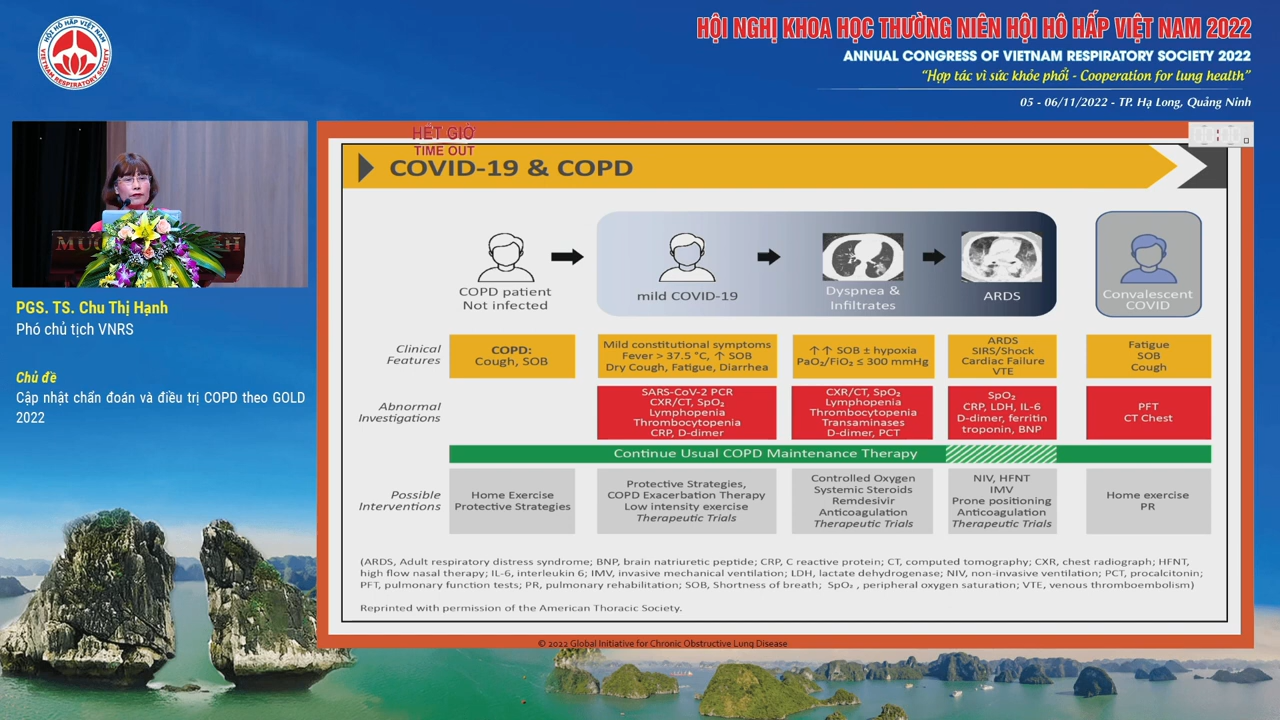 HỘI HÔ HẤP VIỆT NAM
VIETNAM RESPIRATORY SOCIETY
HỘI NGHỊ KHOA HỌC THƯỜNG NIÊN HỘI HÔ HẤP VIỆT NAM 2022
ANNUAL CONGRESS OF VIETNAM RESPIRATORY SOCIETY 2022
“Hợp tác vì sức khỏe phổi - Cooperation for lung health”
05 - 06/11/2022 - TP. Hạ Long, Quảng Ninh
PGS. TS. Chu Thị Hạnh
Phó chủ tịch VNRS
Chủ đề
Cập nhật chẩn đoán và điều trị COPD theo GOLD
2022
HẾT GIỜ
TIME OUT
COVID-19 & COPD
COPD patient
Not infected
mild COVID-19
Dyspnea &
Infiltrates
ARDS
Convalescent
COVID
Clinical
Features
COPD:
Cough, SOB
Mild constitutional symptoms
Fever > 37.5 °C, ↑ SOB
Dry Cough, Fatigue, Diarrhea
↑↑ SOB ± hypoxia
PaO₂/FiO₂ ≤ 300 mmHg
ARDS
SIRS/Shock
Cardiac Failure
VTE
Fatigue
SOB
Cough
Abnormal
Investigations
SARS-CoV-2 PCR
CXR/CT, SpO₂
Lymphopenia
Thrombocytopenia
CRP, D-dimer
CXR/CT, SpO₂
Lymphopenia
Thrombocytopenia
Transaminases
D-dimer, PCT
SpO₂
CRP, LDH, IL-6
D-dimer, ferritin
troponin, BNP
PFT
CT Chest
Continue Usual COPD Maintenance Therapy
Possible
Interventions
Home Exercise
Protective Strategies
Protective Strategies,
COPD Exacerbation Therapy
Low intensity exercise
Therapeutic Trials
Controlled Oxygen
Systemic Steroids
Remdesivir
Anticoagulation
Therapeutic Trials
NIV, HFNT
IMV
Prone positioning
Anticoagulation
Therapeutic Trials
Home exercise
PR
(ARDS, Adult respiratory distress syndrome; BNP, brain natriuretic peptide; CRP, C reactive protein; CT, computed tomography; CXR, chest radiograph; HFNT,
high flow nasal therapy; IL-6, interleukin 6; IMV, invasive mechanical ventilation; LDH, lactate dehydrogenase; NIV, non-invasive ventilation; PCT, procalcitonin;
PFT, pulmonary function tests; PR, pulmonary rehabilitation; SOB, Shortness of breath; SpO₂ , peripheral oxygen saturation; VTE, venous thromboembolism)
Reprinted with permission of the American Thoracic Society.
© 2022 Global Initiative for Chronic Obstructive Lung Disease